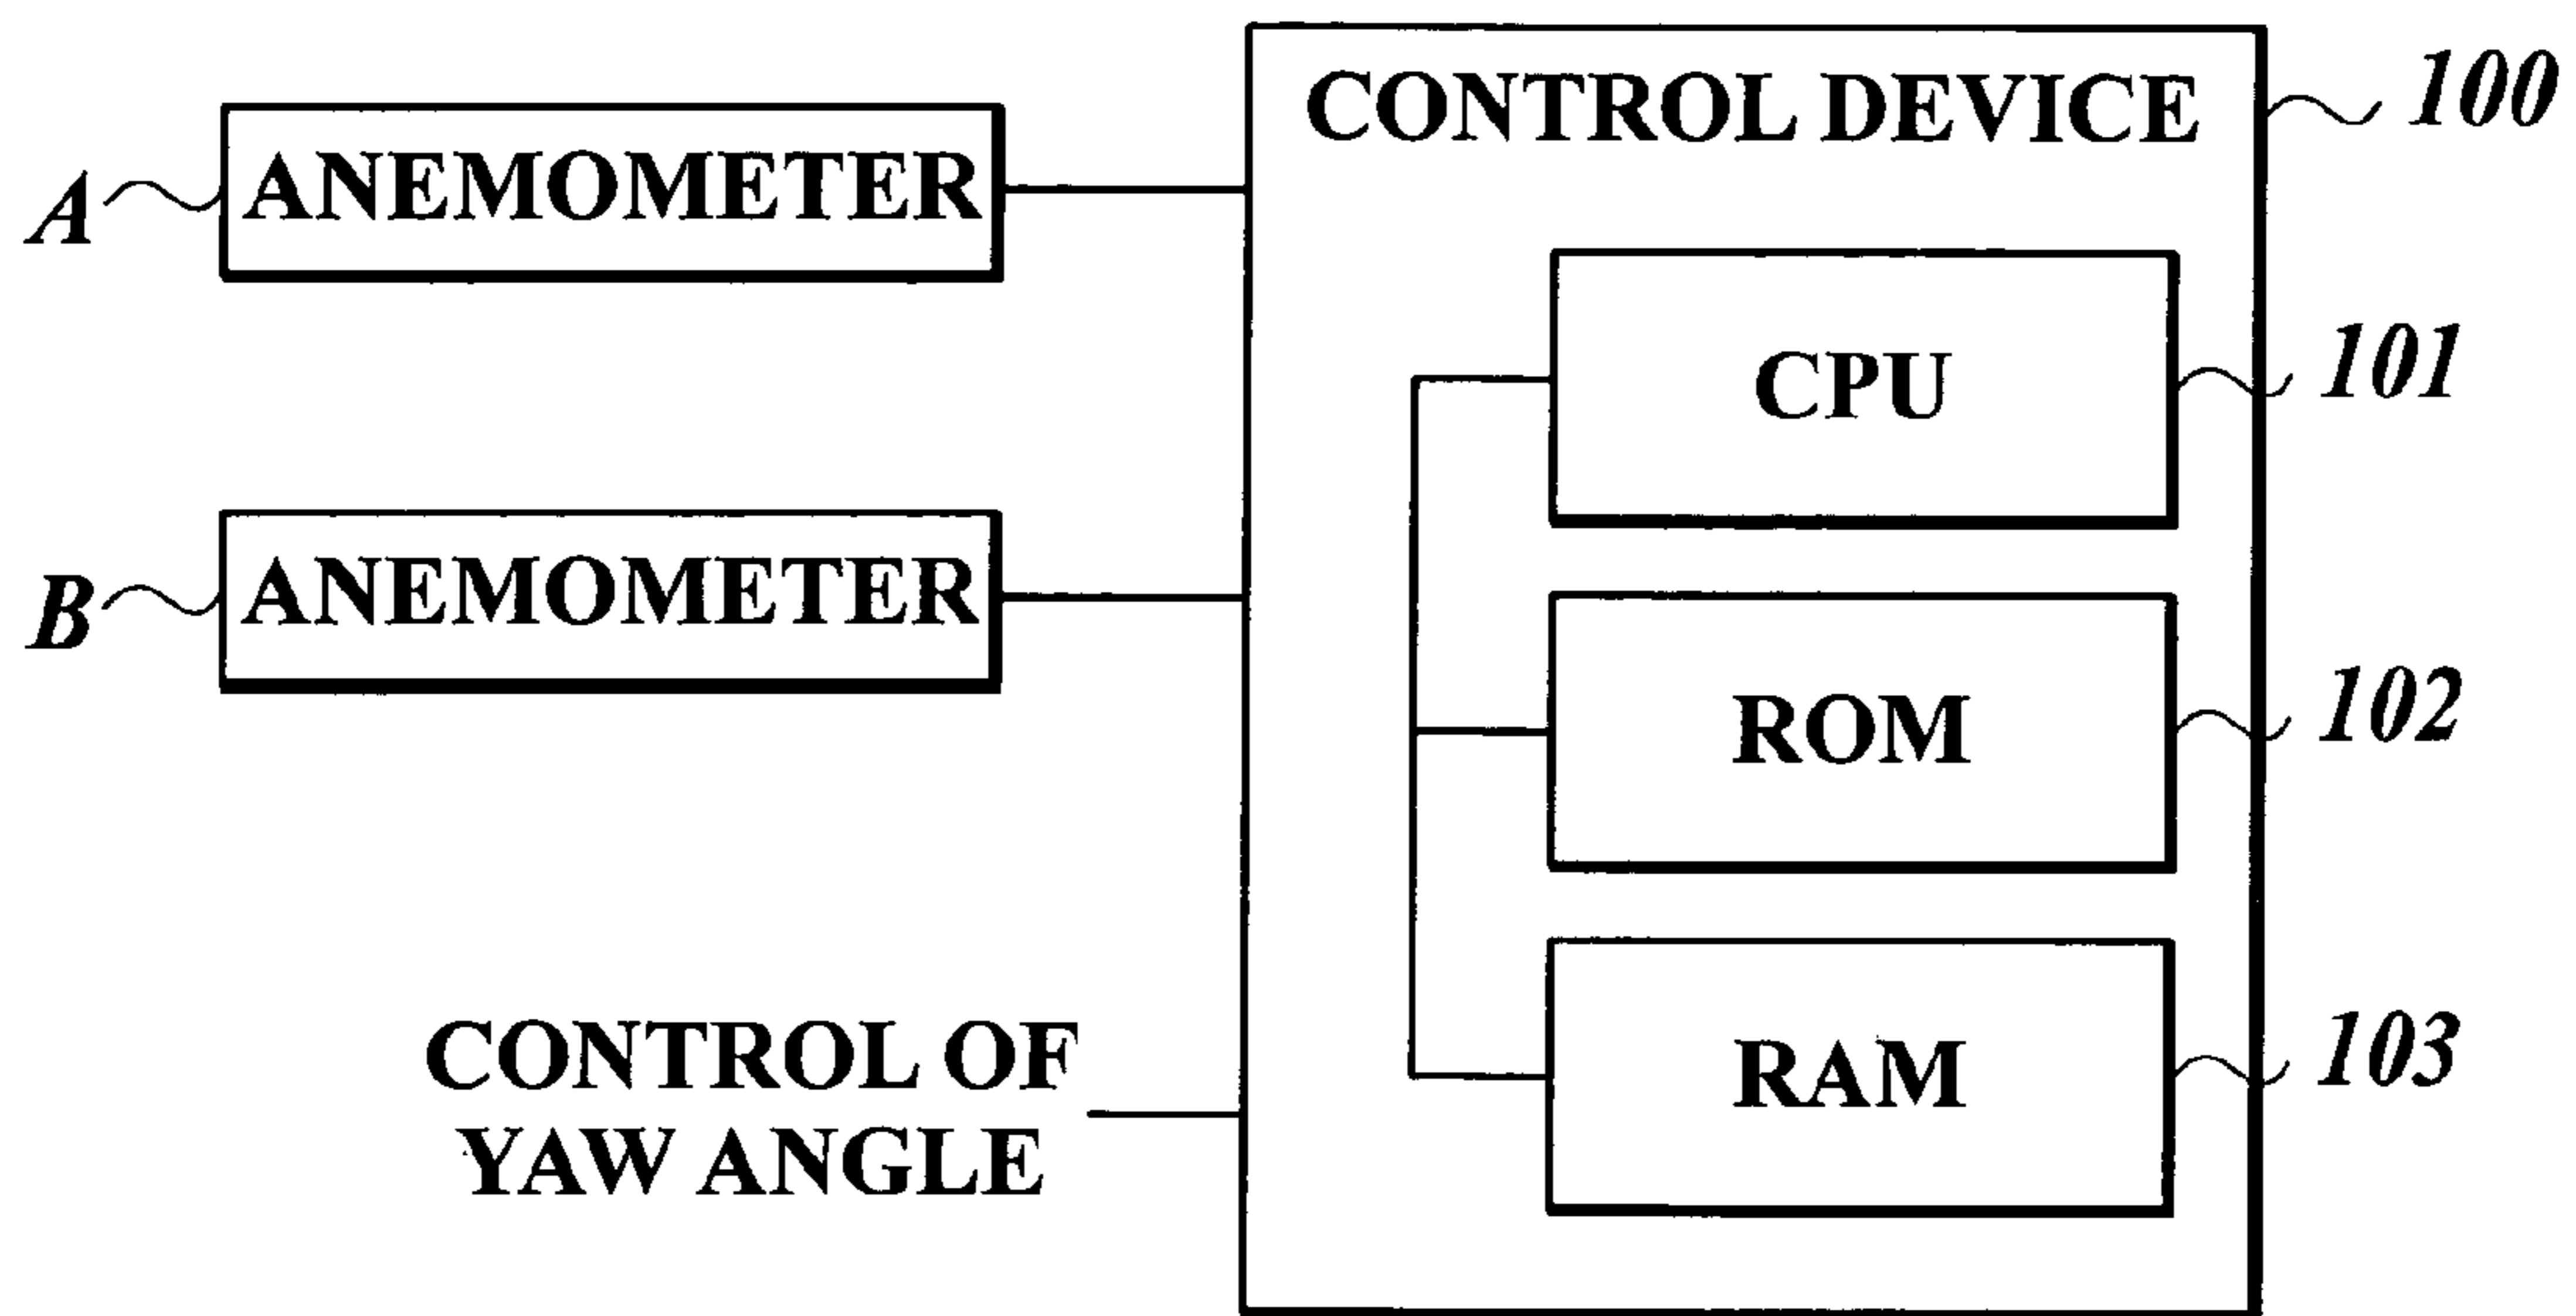 CONTROL DEVICE
100
A
ANEMOMETER
CPU
101
B
ANEMOMETER
ROM
102
CONTROL OF
YAW ANGLE
RAM
103